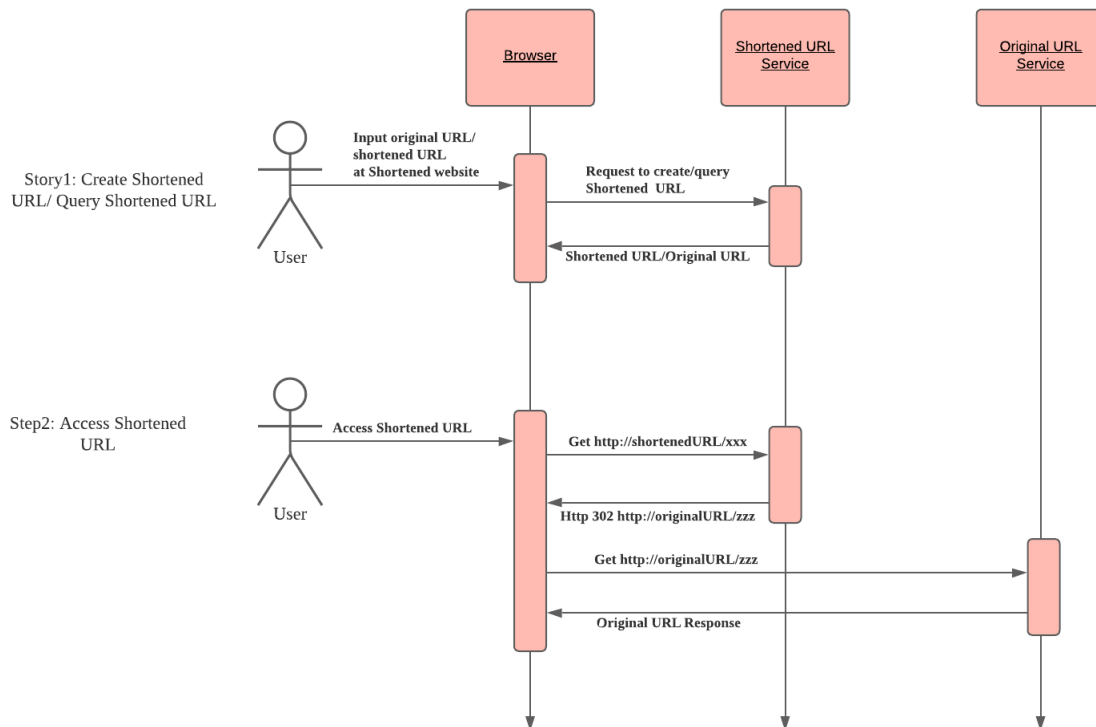 Browser
Shortened URL
Service
Original URL
Service
Input original URL/
shortened URL
at Shortened website
Story1: Create Shortened
URL/ Query Shortened URL
Request to create/query
Shortened  URL
Shortened URL/Original URL
User
Step2: Access Shortened
URL
Access Shortened URL
Get http://shortenedURL/xxx
User
Http 302 http://originalURL/zzz
Get http://originalURL/zzz
Original URL Response